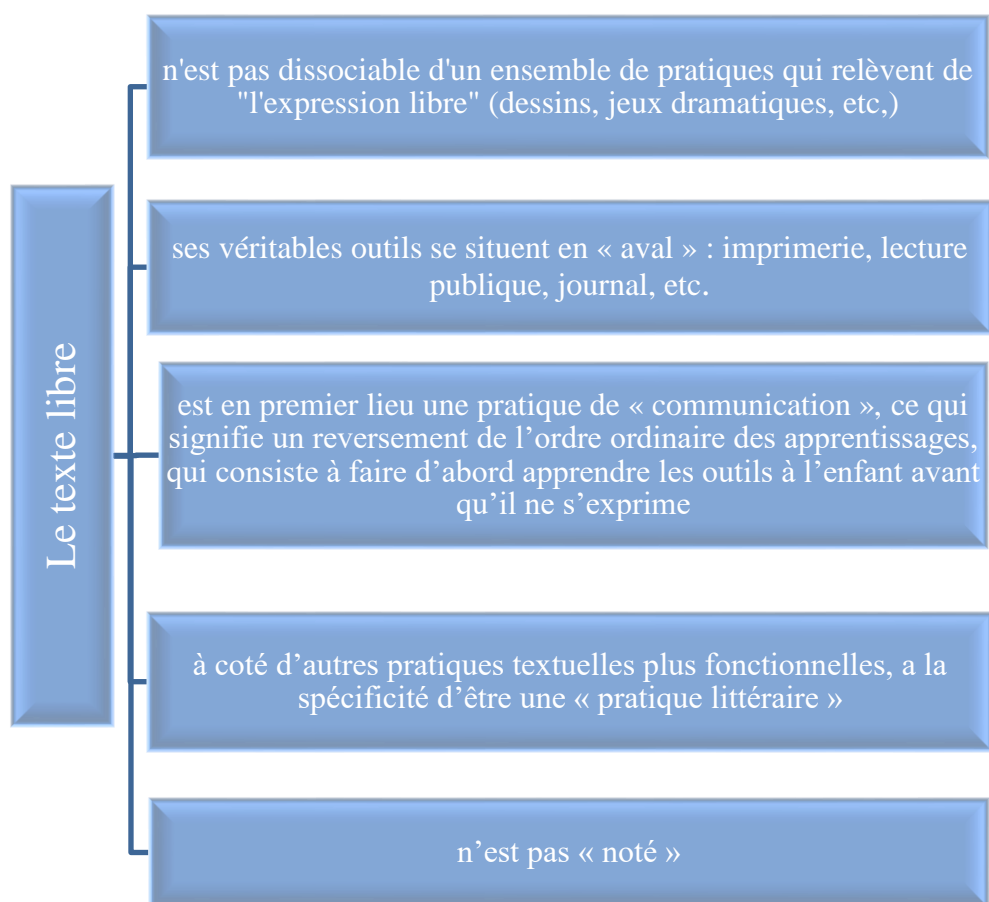 Le texte libre
n'est pas dissociable d'un ensemble de pratiques qui relèvent de
"l'expression libre" (dessins, jeux dramatiques, etc,)
ses véritables outils se situent en « aval » : imprimerie, lecture
publique, journal, etc.
est en premier lieu une pratique de « communication », ce qui
signifie un reversement de l’ordre ordinaire des apprentissages,
qui consiste à faire d’abord apprendre les outils à l’enfant avant
qu’il ne s’exprime
à coté d’autres pratiques textuelles plus fonctionnelles, a la
spécificité d’être une « pratique littéraire »
n’est pas « noté »